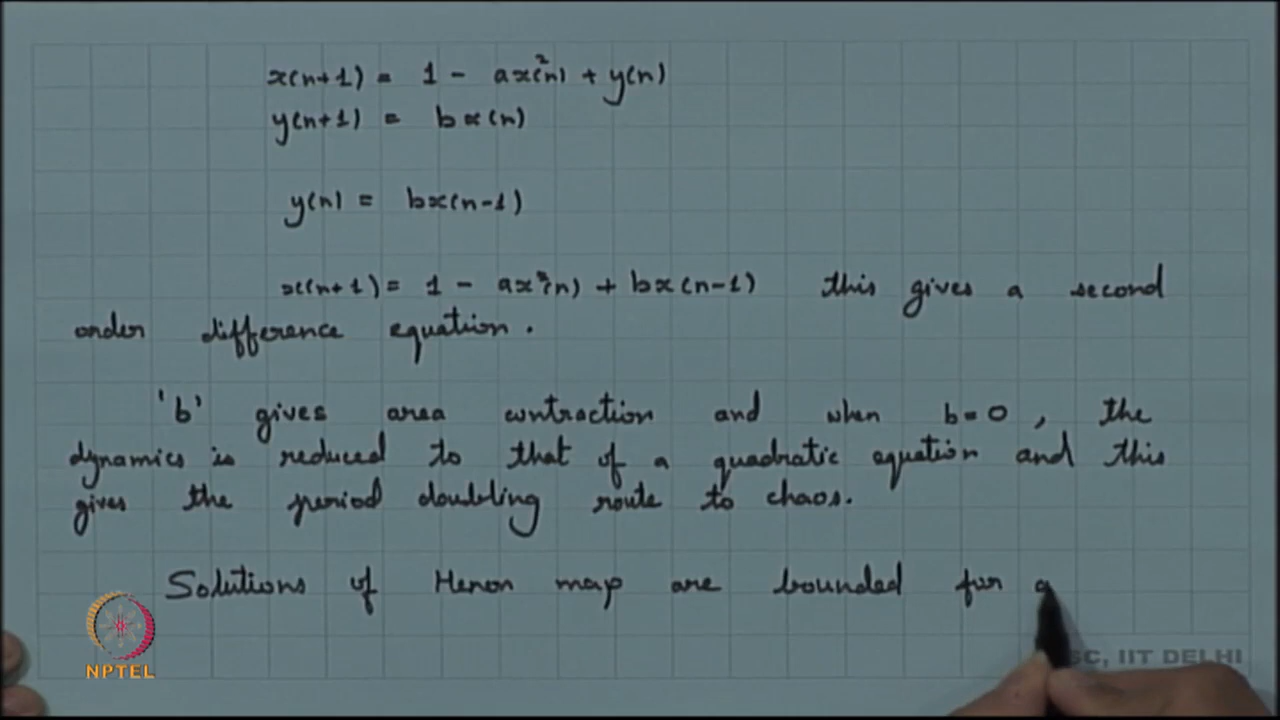 x(n+1) = 1 - ax²(n) + y(n)
y(n+1) = bx(n)
y(n) = bx(n-1)
x(n+1) = 1 - ax²(n) + bx(n-1) this gives a second
order difference equation.
'b' gives area contraction and when b=0, the
dynamics is reduced to that of a quadratic equation and this
gives the period doubling route to chaos.
Solutions of Henon map are bounded for
NPTEL
SC, IIT DELHI